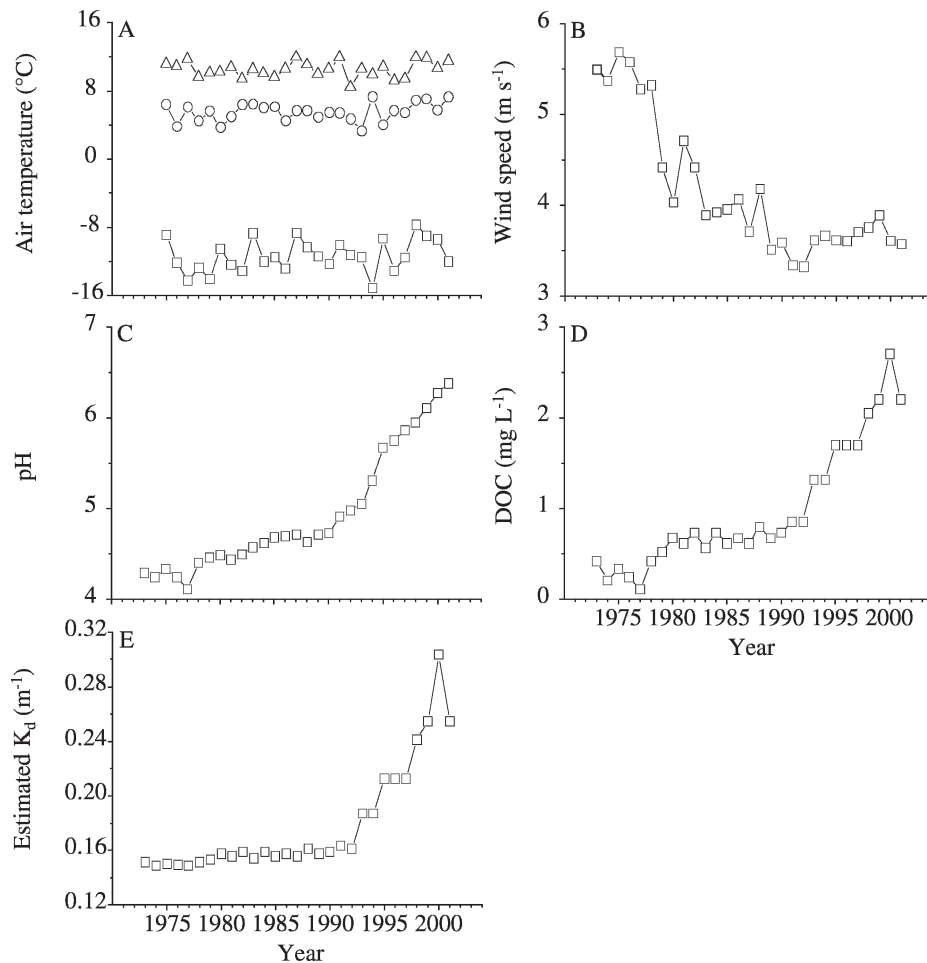 A
Air temperature (°C)
16
8
0
-8
-16
B
Wind speed (m s⁻¹)
6
5
4
3
C
pH
7
6
5
4
D
DOC (mg L⁻¹)
3
2
1
0
1975 1980 1985 1990 1995 2000
Year
E
Estimated K_d (m⁻¹)
0.32
0.28
0.24
0.20
0.16
0.12
1975 1980 1985 1990 1995 2000
Year